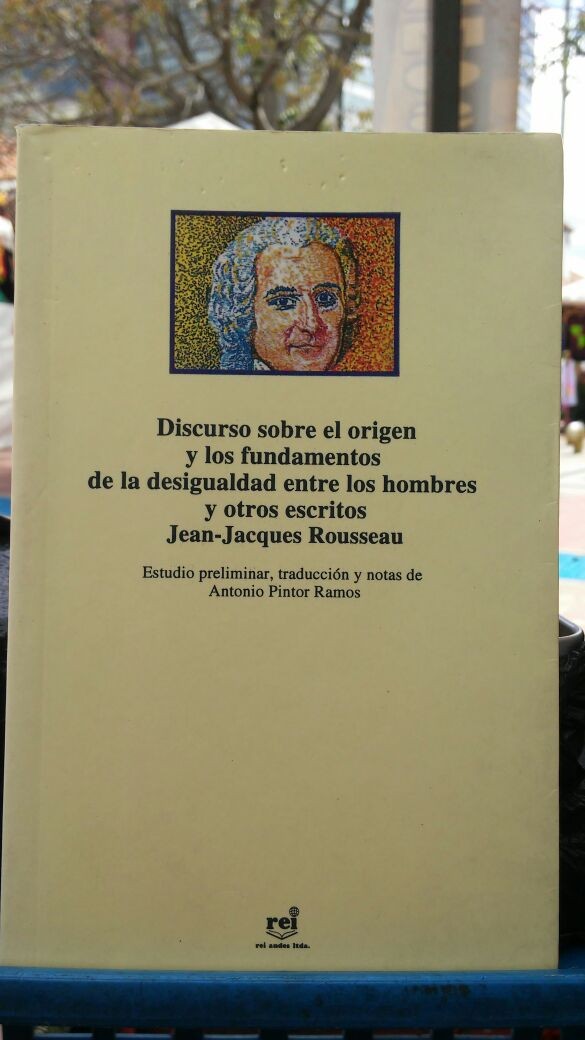 Discurso sobre el origen
y los fundamentos
de la desigualdad entre los hombres
y otros escritos
Jean-Jacques Rousseau
Estudio preliminar, traducción y notas de
Antonio Pintor Ramos
rei
rei andes ltda.